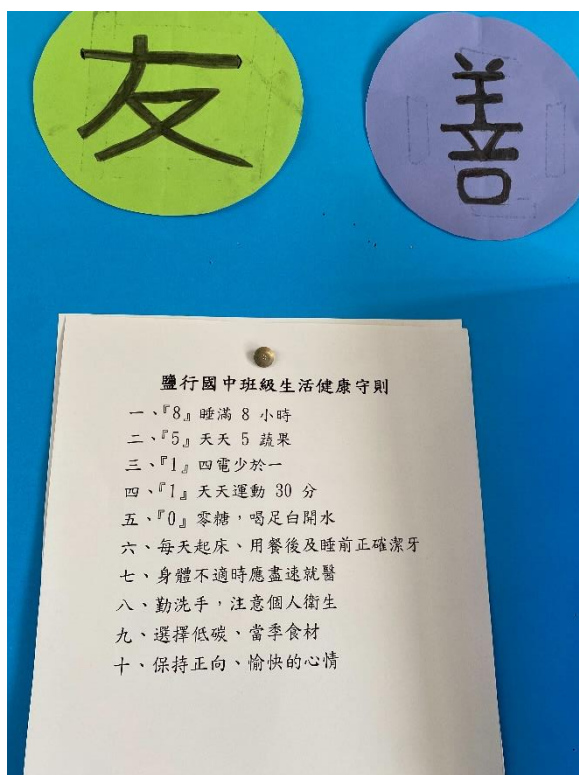 友善
鹽行國中班級生活健康守則
一、『8』睡滿 8 小時
二、『5』天天 5 蔬果
三、『1』四電少於一
四、『1』天天運動 30 分
五、『0』零糖，喝足白開水
六、每天起床、用餐後及睡前正確潔牙
七、身體不適時應盡速就醫
八、勤洗手，注意個人衛生
九、選擇低碳、當季食材
十、保持正向、愉快的心情